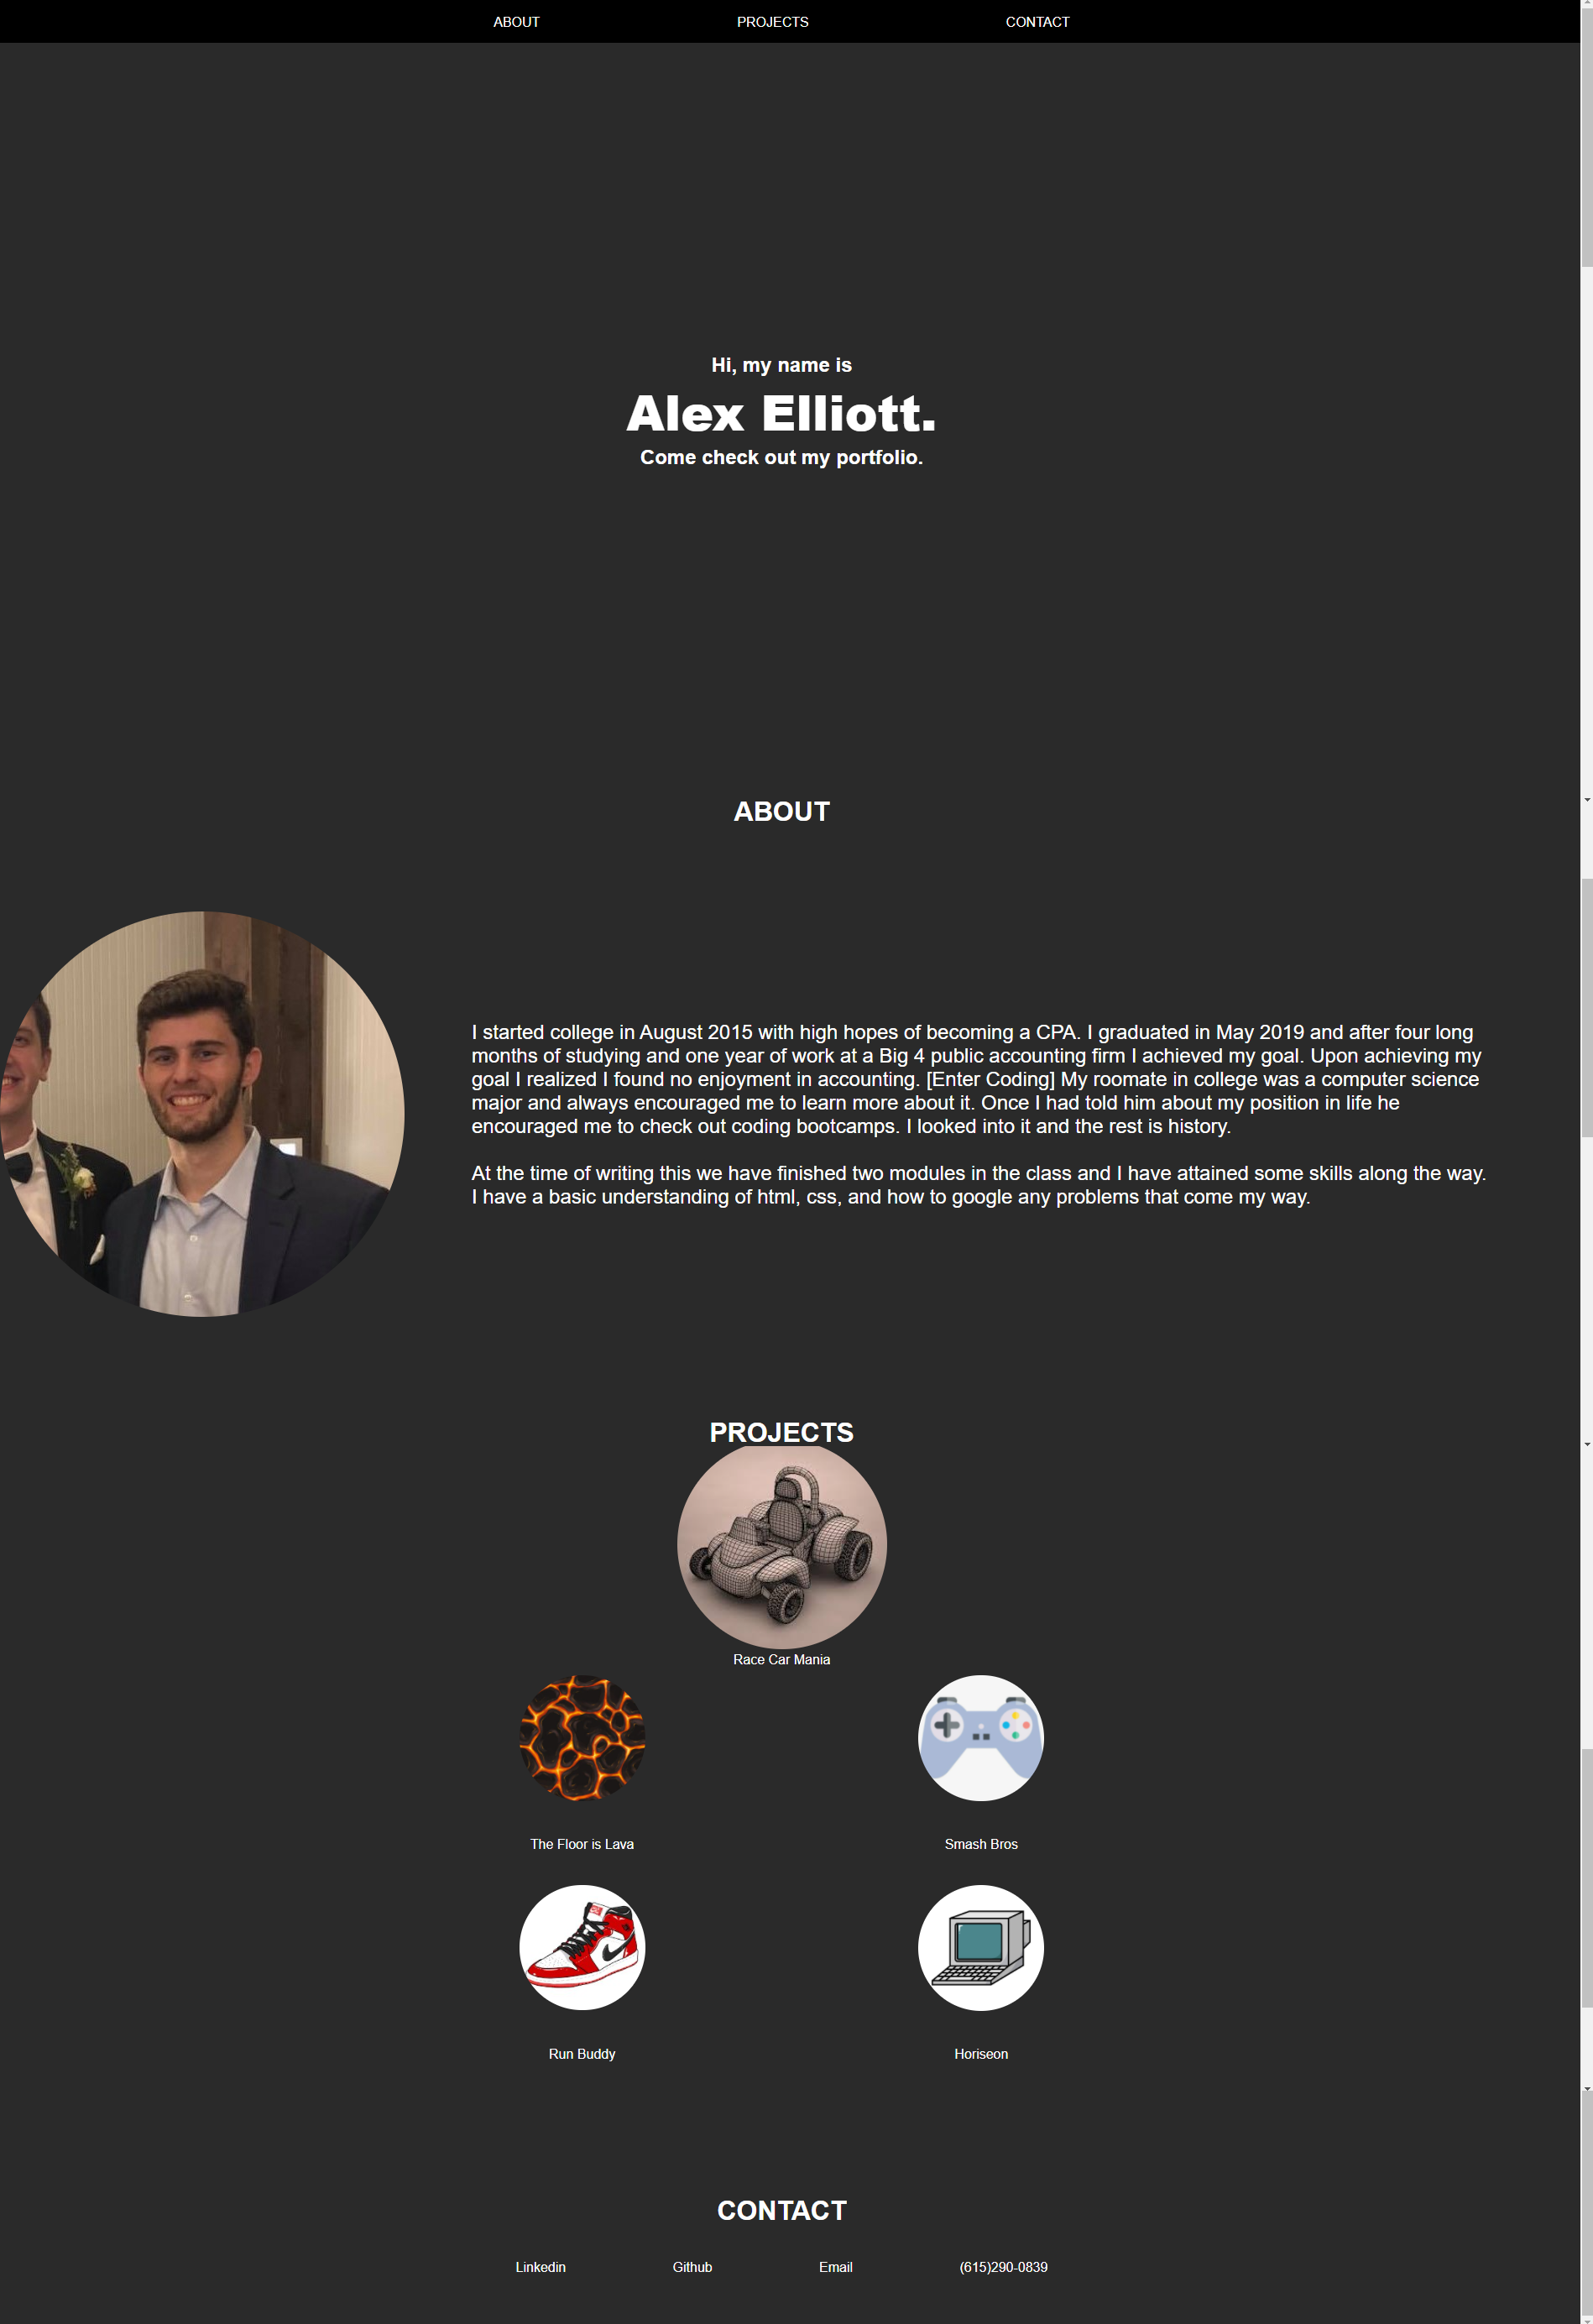 ABOUT PROJECTS CONTACT
Hi, my name is
Alex Elliott.
Come check out my portfolio.
ABOUT
I started college in August 2015 with high hopes of becoming a CPA. I graduated in May 2019 and after four long
months of studying and one year of work at a Big 4 public accounting firm I achieved my goal. Upon achieving my
goal I realized I found no enjoyment in accounting. [Enter Coding] My roomate in college was a computer science
major and always encouraged me to learn more about it. Once I had told him about my position in life he
encouraged me to check out coding bootcamps. I looked into it and the rest is history.
At the time of writing this we have finished two modules in the class and I have attained some skills along the way.
I have a basic understanding of html, css, and how to google any problems that come my way.
PROJECTS
Race Car Mania
The Floor is Lava
Smash Bros
Run Buddy
Horiseon
CONTACT
Linkedin Github Email (615)290-0839